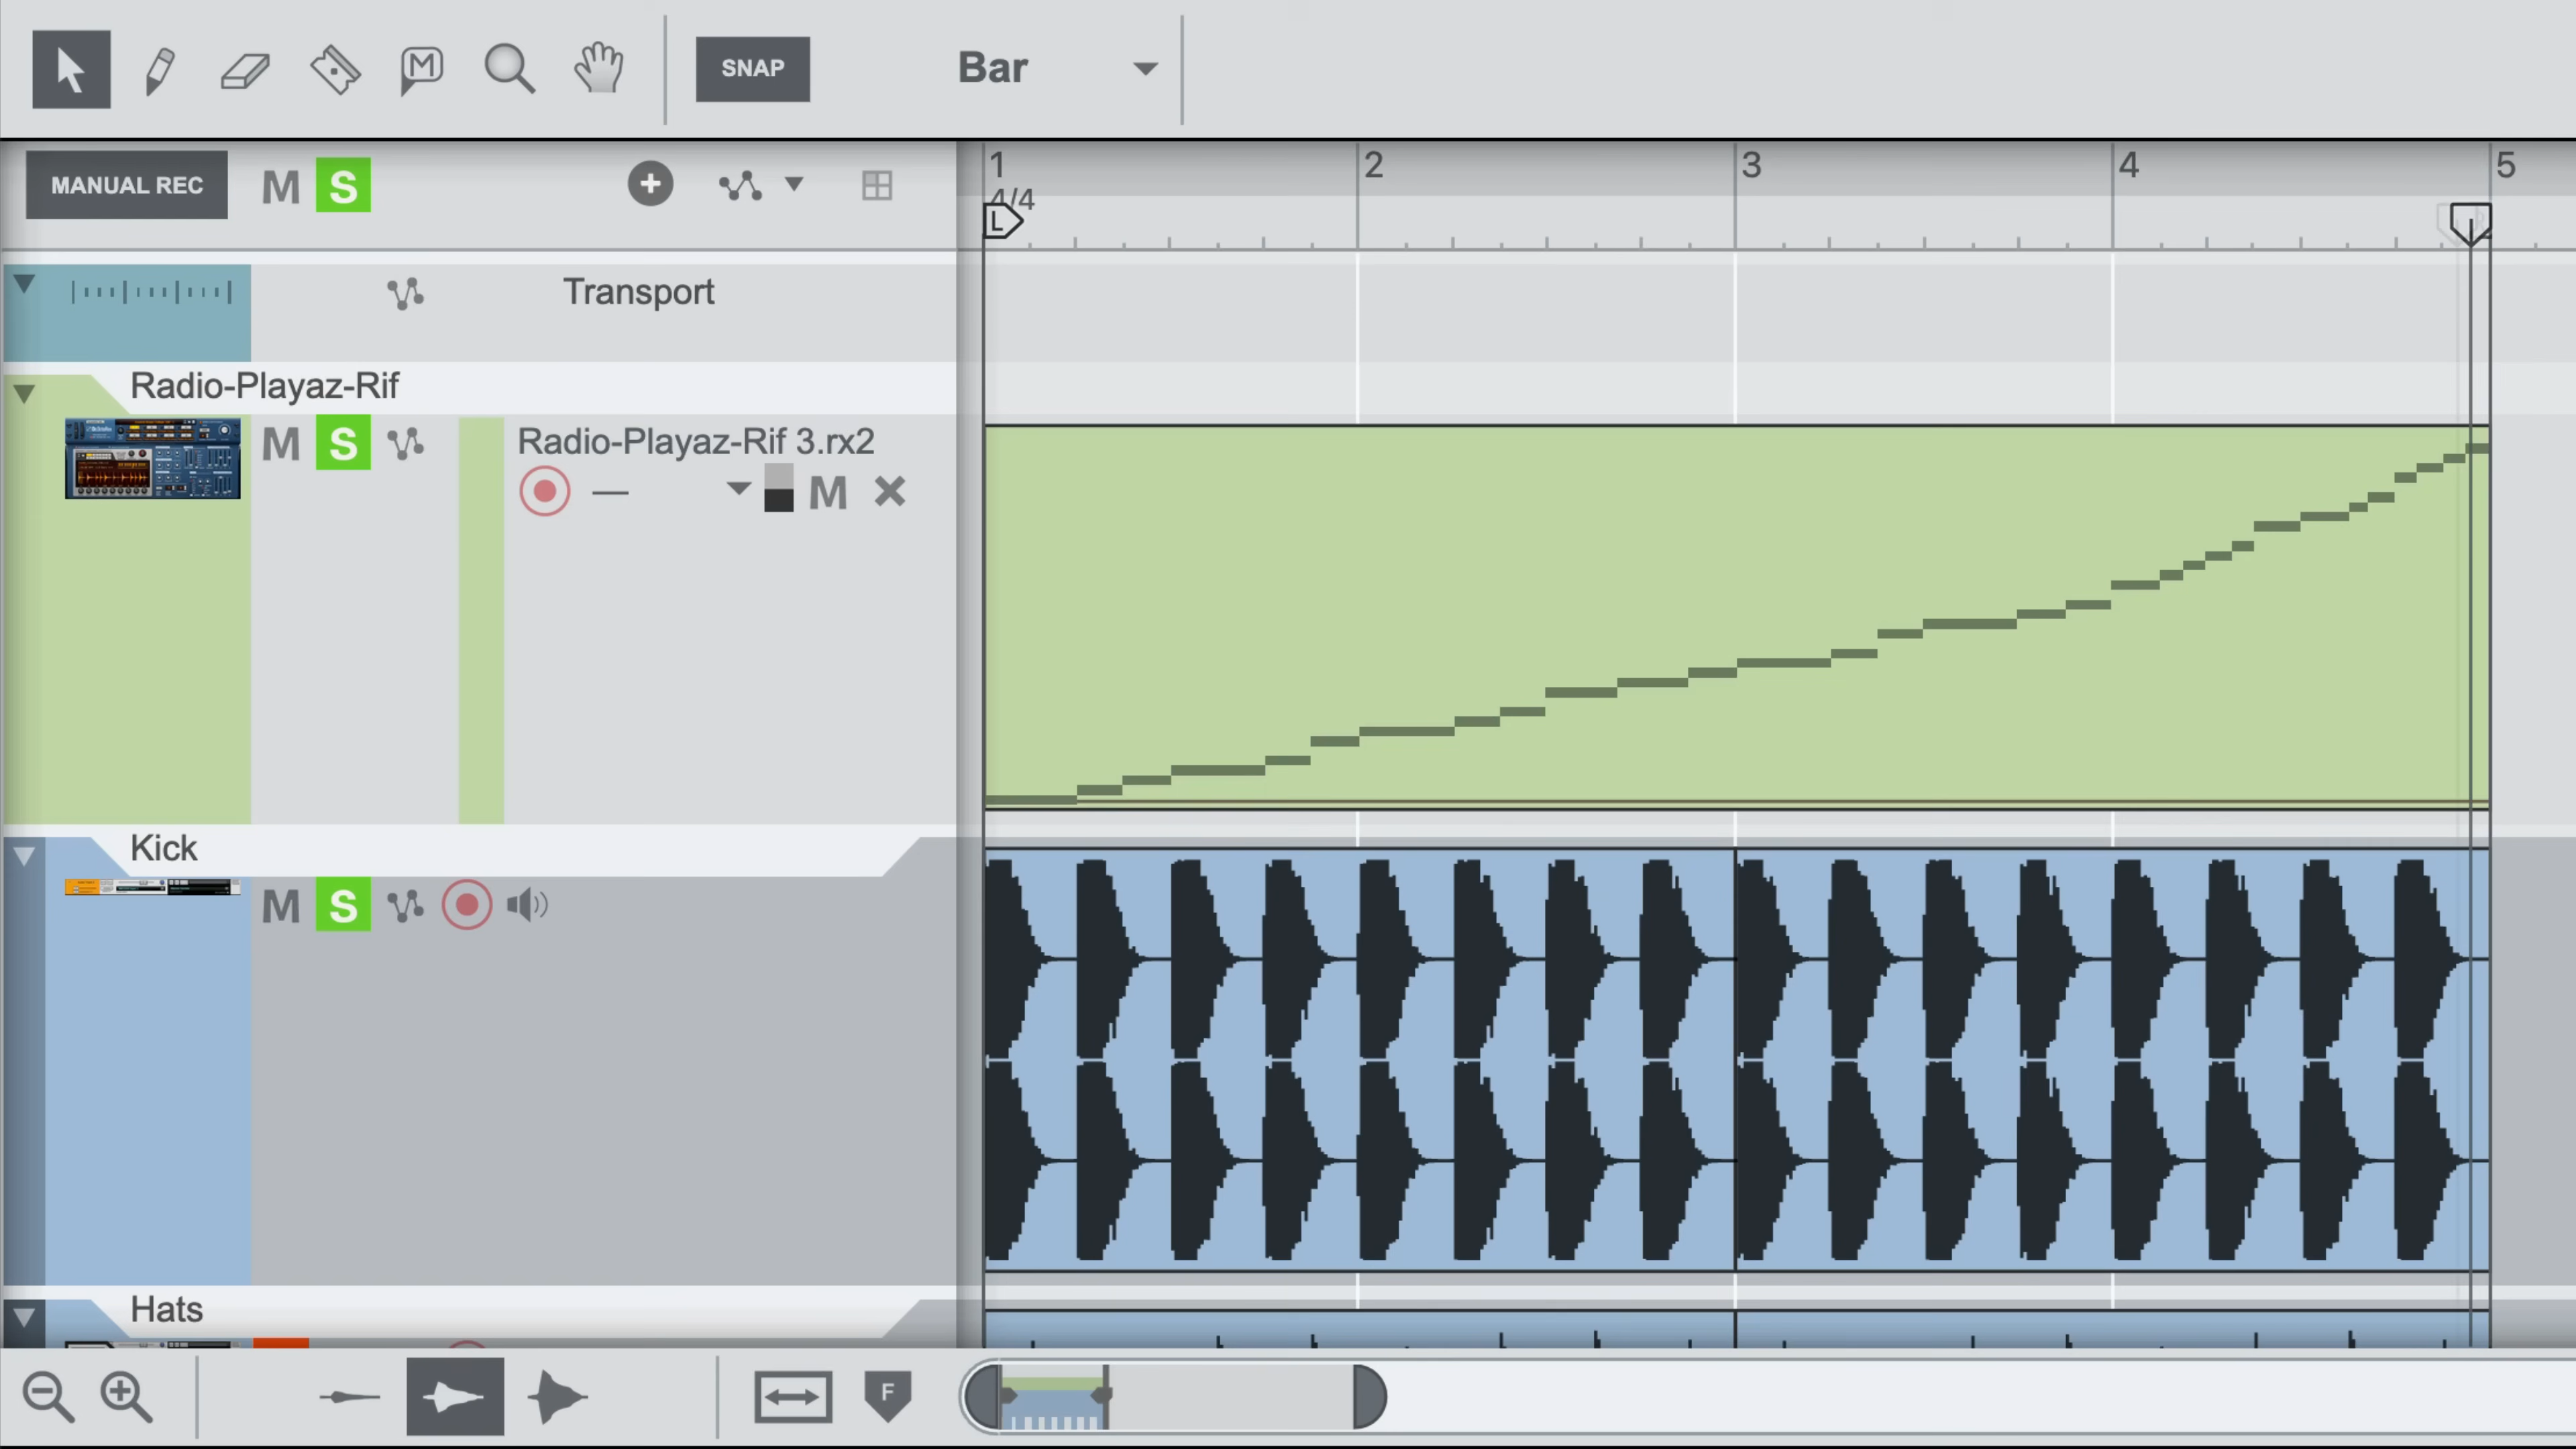 M
SNAP
Bar
MANUAL REC
M
S
1
2
3
4
5
4/4
L
Transport
Radio-Playaz-Rif
M
S
Radio-Playaz-Rif 3.rx2
M
Kick
M
S
Hats
F